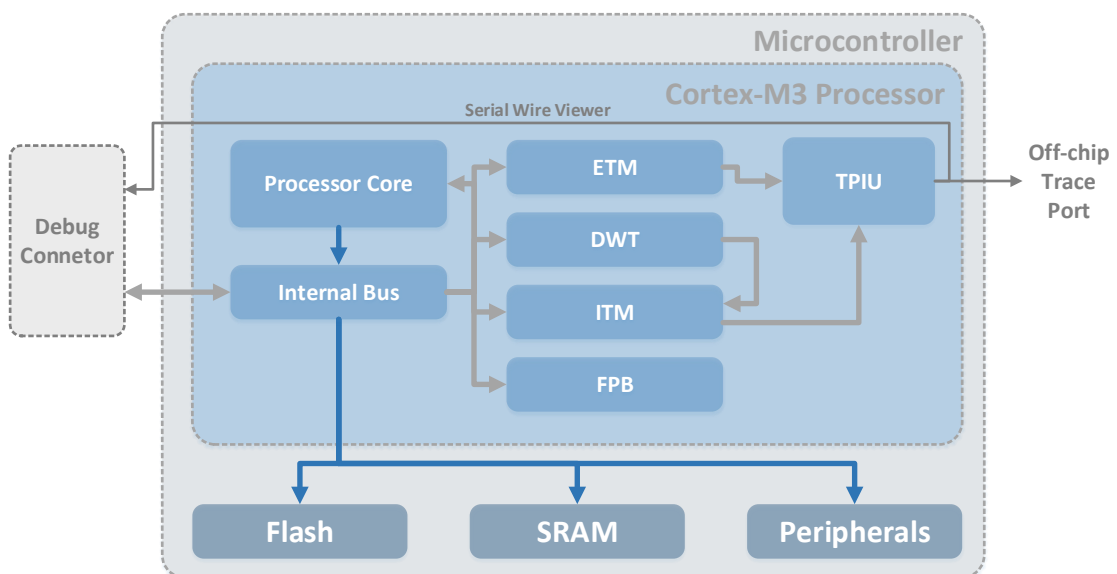 Microcontroller
Cortex-M3 Processor
Serial Wire Viewer
Debug
Connetor
Processor Core
Internal Bus
ETM
DWT
ITM
FPB
TPIU
Off-chip
Trace
Port
Flash
SRAM
Peripherals